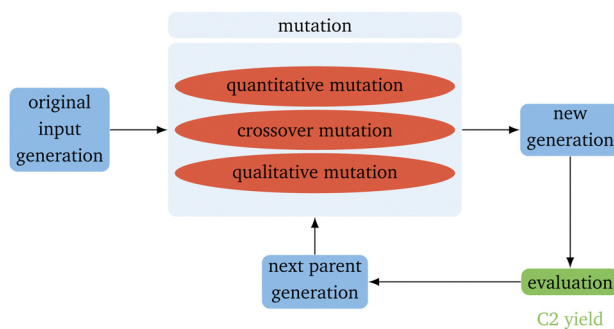 mutation
original
input
generation
quantitative mutation
crossover mutation
qualitative mutation
new
generation
next parent
generation
evaluation
C2 yield